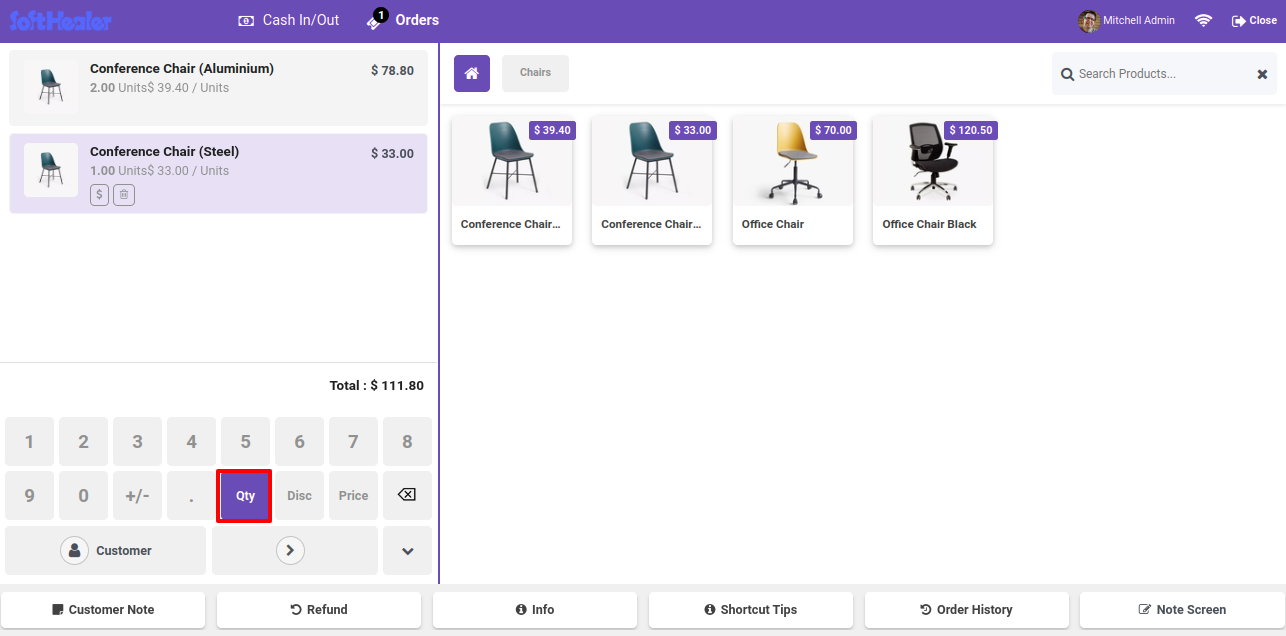 SoftHealer
Cash In/Out
1
Orders
Mitchell Admin
Close
Conference Chair (Aluminium)
$ 78.80
2.00 Units$ 39.40 / Units
Conference Chair (Steel)
$ 33.00
1.00 Units$ 33.00 / Units
$
Total : $ 111.80
1 2 3 4 5 6 7 8
9 0 +/- . Qty Disc Price
Customer
Chairs
Search Products...
$ 39.40
$ 33.00
$ 70.00
$ 120.50
Conference Chair...
Conference Chair...
Office Chair
Office Chair Black
Customer Note
Refund
Info
Shortcut Tips
Order History
Note Screen